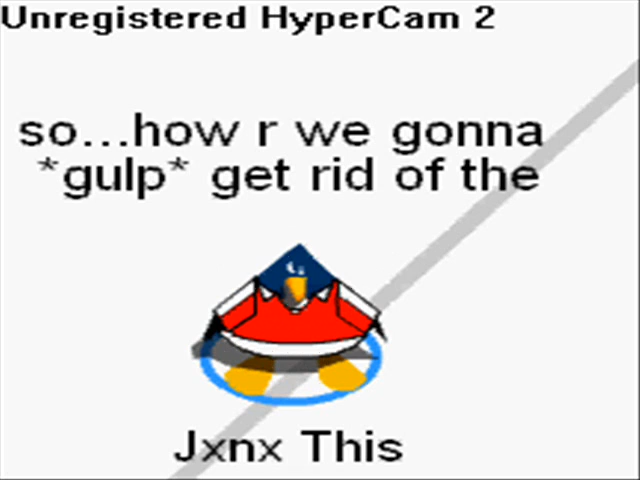 Unregistered HyperCam 2
so...how r we gonna
*gulp* get rid of the
Jxnx This